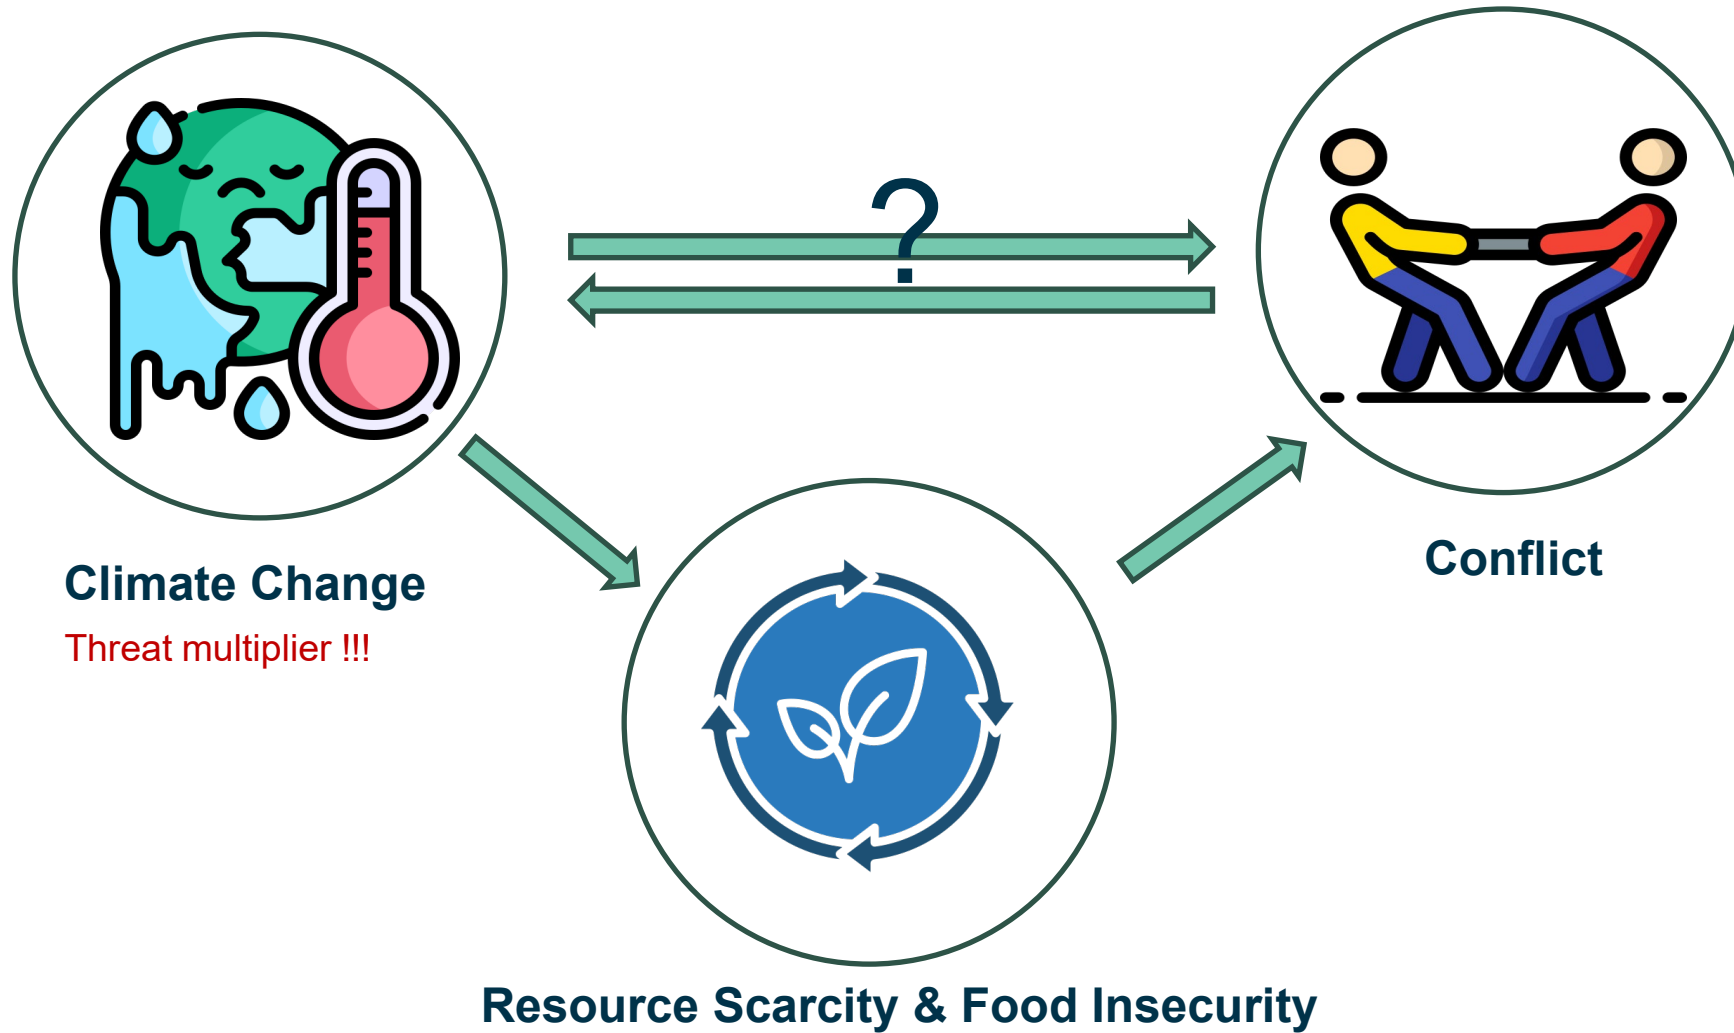 ?
Climate Change
Threat multiplier !!!
Conflict
Resource Scarcity & Food Insecurity